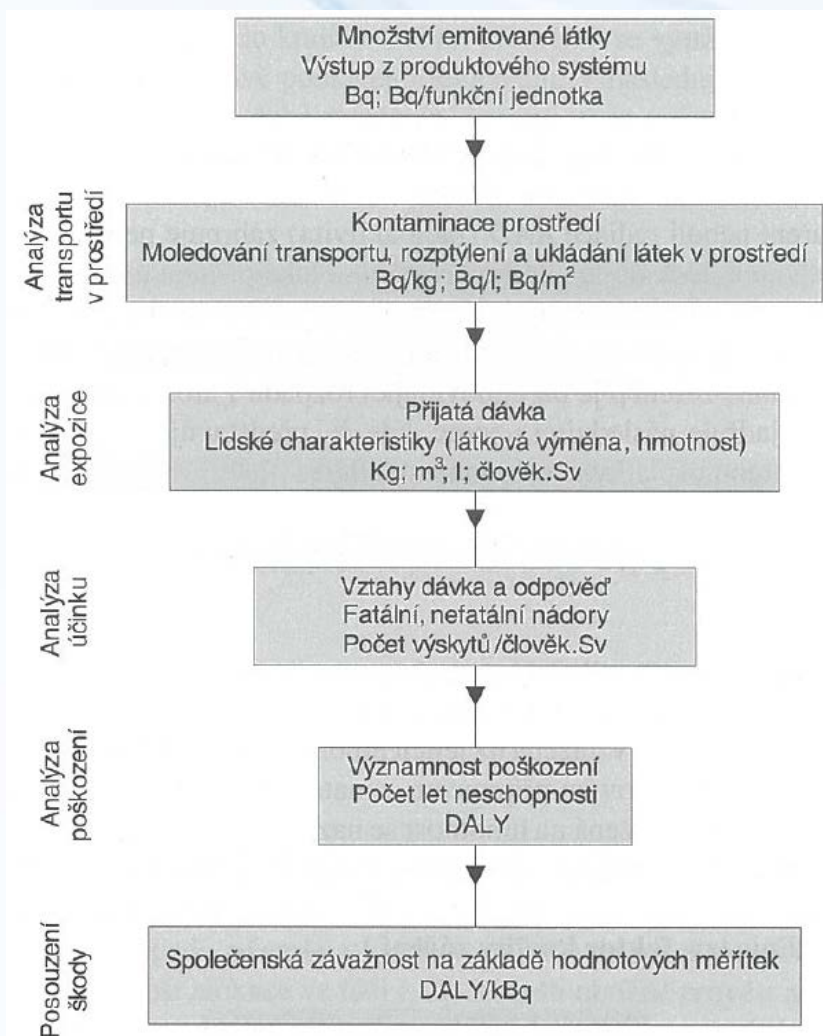 Množství emitované látky
Výstup z produktového systému
Bq; Bq/funkční jednotka
Analýza
transportu
v prostředí
Kontaminace prostředí
Moledování transportu, rozptýlení a ukládání látek v prostředí
Bq/kg; Bq/l; Bq/m²
Analýza
expozice
Přijatá dávka
Lidské charakteristiky (látková výměna, hmotnost)
Kg; m³; l; člověk.Sv
Analýza
účinku
Vztahy dávka a odpověď
Fatální, nefatální nádory
Počet výskytů/člověk.Sv
Analýza
poškození
Významnost poškození
Počet let neschopnosti
DALY
Posouzení
škody
Společenská závažnost na základě hodnotových měřítek
DALY/kBq